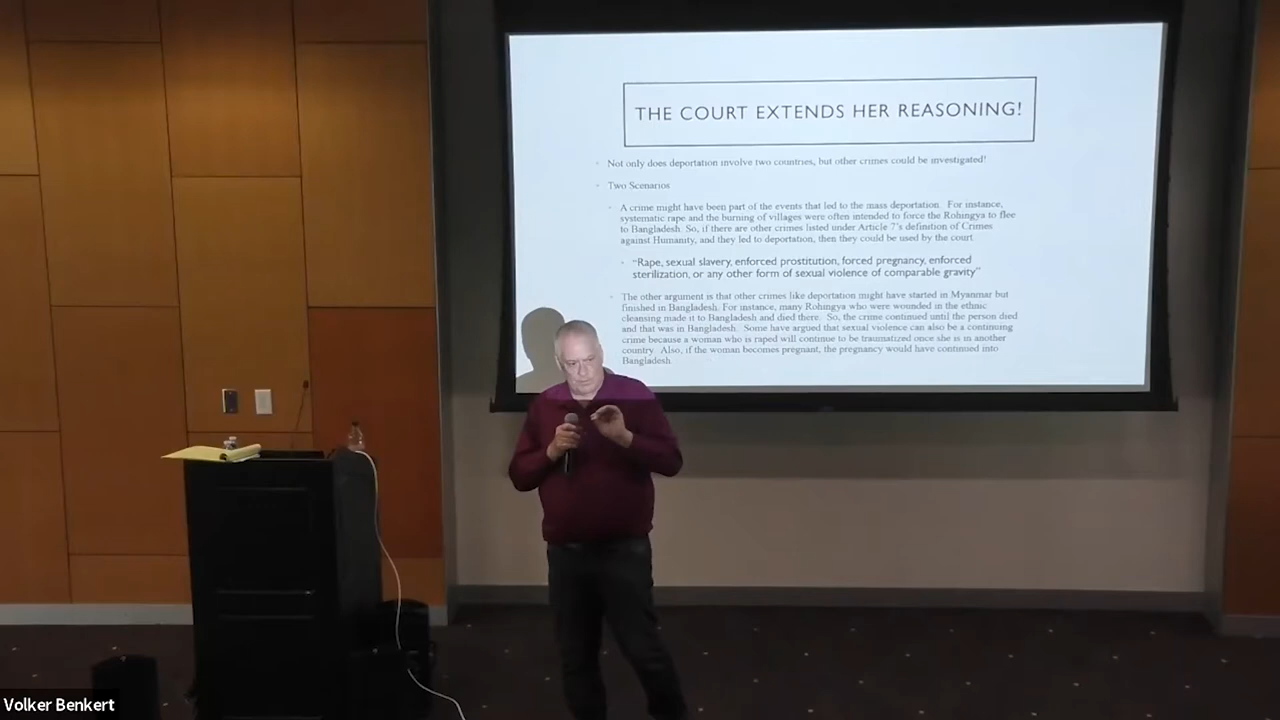 THE COURT EXTENDS HER REASONING!
Not only does deportation involve two countries, but other crimes could be investigated!
Two Scenarios
A crime might have been part of the events that led to the mass deportation. For instance,
systematic rape and the burning of villages were often intended to force the Rohingya to flee
to Bangladesh. So, if there are other crimes listed under Article 7's definition of Crimes
against Humanity, and they led to deportation, then they could be used by the court
"Rape, sexual slavery, enforced prostitution, forced pregnancy, enforced
sterilization, or any other form of sexual violence of comparable gravity"
The other argument is that other crimes like deportation might have started in Myanmar but
finished in Bangladesh. For instance, many Rohingya who were wounded in the ethnic
cleansing made it to Bangladesh and died there. So, the crime continued until the person died
and that was in Bangladesh. Some have argued that sexual violence can also be a continuing
crime because a woman who is raped will continue to be traumatized once she is in another
country. Also, if the woman becomes pregnant, the pregnancy would have continued into
Bangladesh.
Volker Benkert